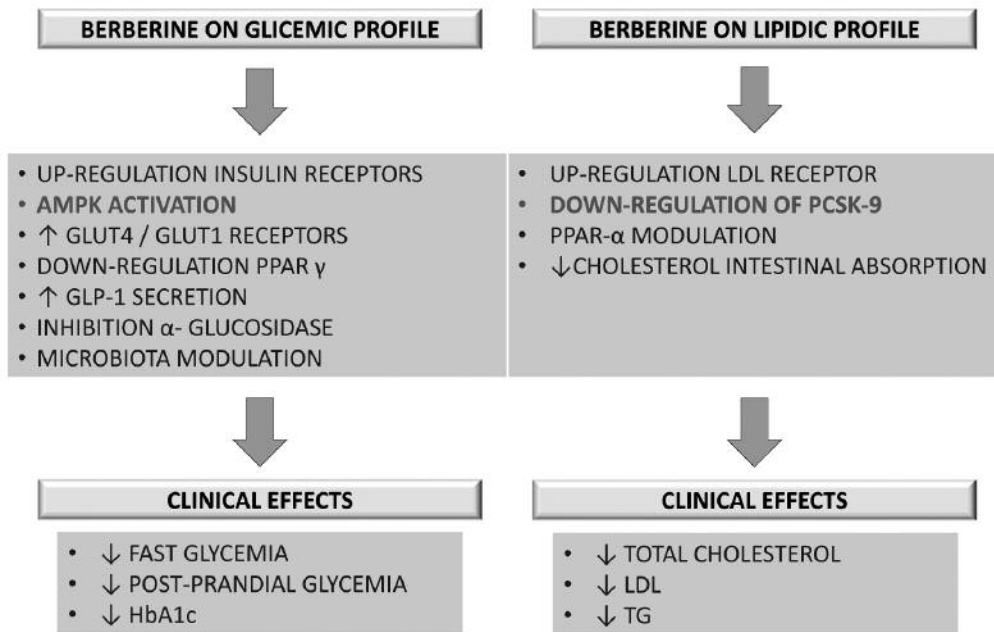 BERBERINE ON GLICEMIC PROFILE
• UP-REGULATION INSULIN RECEPTORS
• AMPK ACTIVATION
• ↑ GLUT4 / GLUT1 RECEPTORS
• DOWN-REGULATION PPAR γ
• ↑ GLP-1 SECRETION
• INHIBITION α- GLUCOSIDASE
• MICROBIOTA MODULATION
CLINICAL EFFECTS
• ↓ FAST GLYCEMIA
• ↓ POST-PRANDIAL GLYCEMIA
• ↓ HbA1c
BERBERINE ON LIPIDIC PROFILE
• UP-REGULATION LDL RECEPTOR
• DOWN-REGULATION OF PCSK-9
• PPAR-α MODULATION
• ↓CHOLESTEROL INTESTINAL ABSORPTION
CLINICAL EFFECTS
• ↓ TOTAL CHOLESTEROL
• ↓ LDL
• ↓ TG